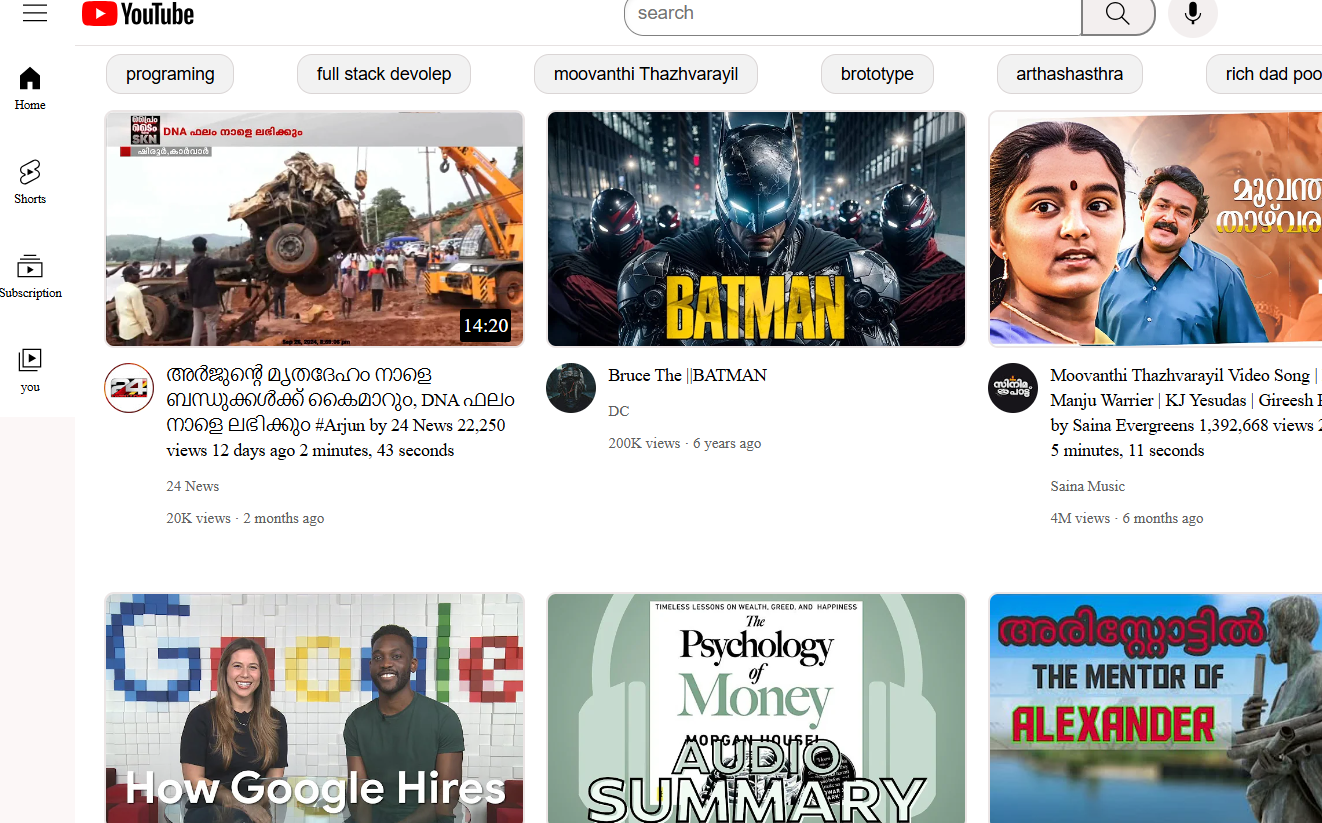 YouTube
search
programing
full stack devolep
moovanthi Thazhvarayil
brototype
arthashasthra
rich dad poo
Home
Shorts
Subscription
you
പ്രൈം
ടൈം
SKN
DNA ഫലം നാളെ ലഭിക്കും
ഷിരൂർ,കാർവാർ
14:20
BATMAN
മൂവന്ത
താഴ്‌വര
24
അർജുന്റെ മൃതദേഹം നാളെ
ബന്ധുക്കൾക്ക് കൈമാറും, DNA ഫലം
നാളെ ലഭിക്കും #Arjun by 24 News 22,250
views 12 days ago 2 minutes, 43 seconds
24 News
20K views · 2 months ago
Bruce The ||BATMAN
DC
200K views · 6 years ago
സിനിമ
പാട്ട്
Moovanthi Thazhvarayil Video Song |
Manju Warrier | KJ Yesudas | Gireesh
by Saina Evergreens 1,392,668 views
5 minutes, 11 seconds
Saina Music
4M views · 6 months ago
Google
How Google Hires
TIMELESS LESSONS ON WEALTH, GREED, AND HAPPINESS
The
Psychology
of
Money
MORGAN HOUSEL
AUDIO
SUMMARY
അരിസ്റ്റോട്ടിൽ
THE MENTOR OF
ALEXANDER